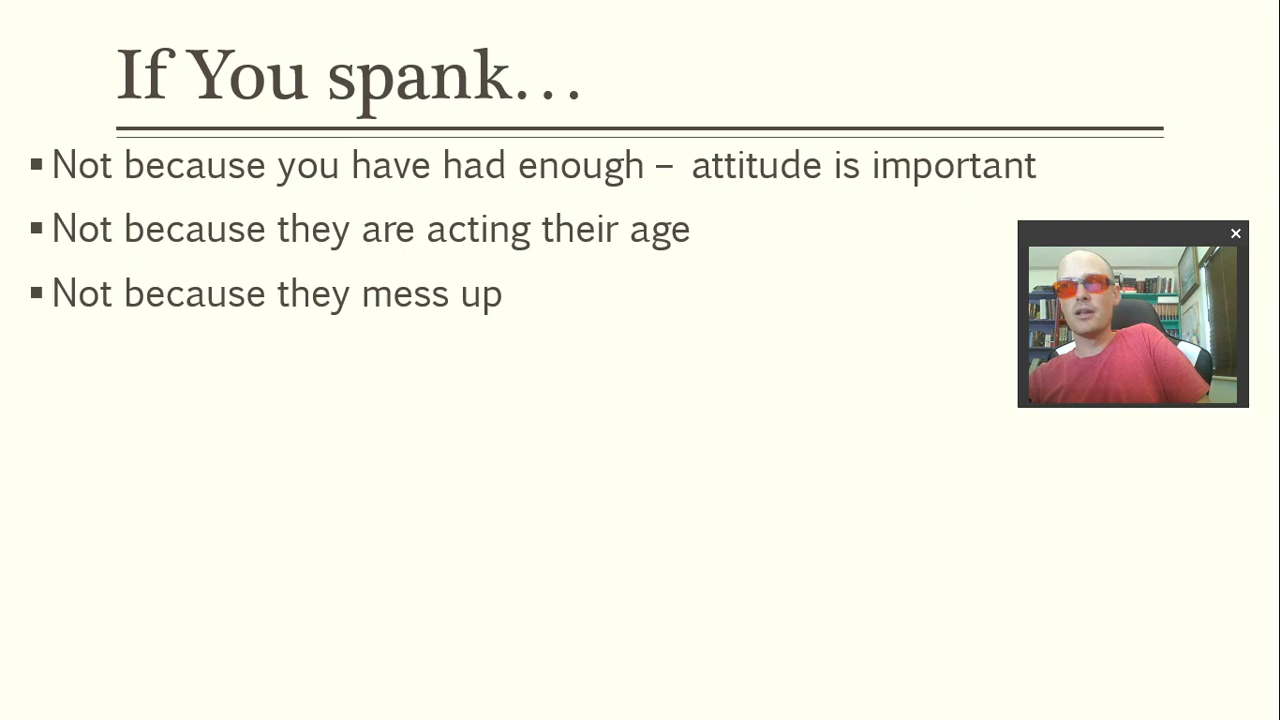 If You spank...
▪ Not because you have had enough – attitude is important
▪ Not because they are acting their age
▪ Not because they mess up